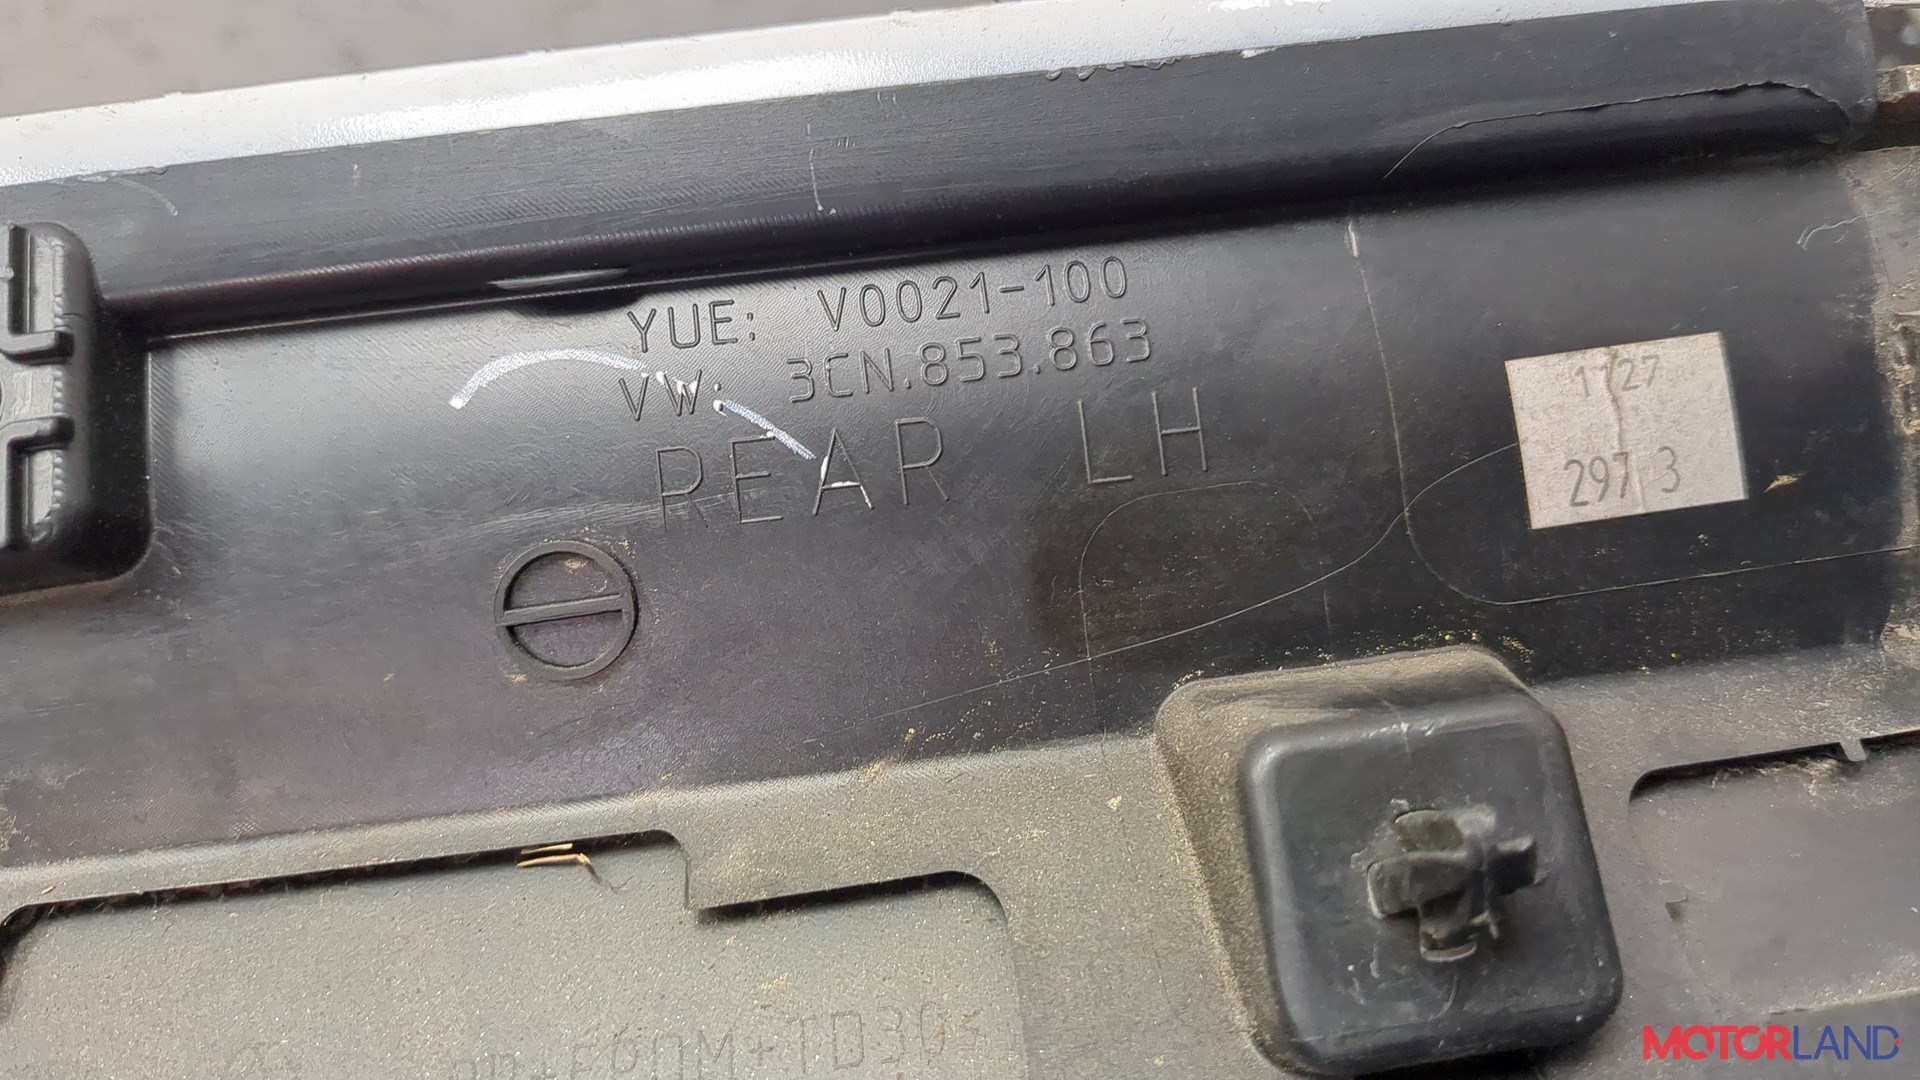 YUE: V0021-100
VW: 3CN.853.863
REAR LH
1127
297 3
MOTORLAND